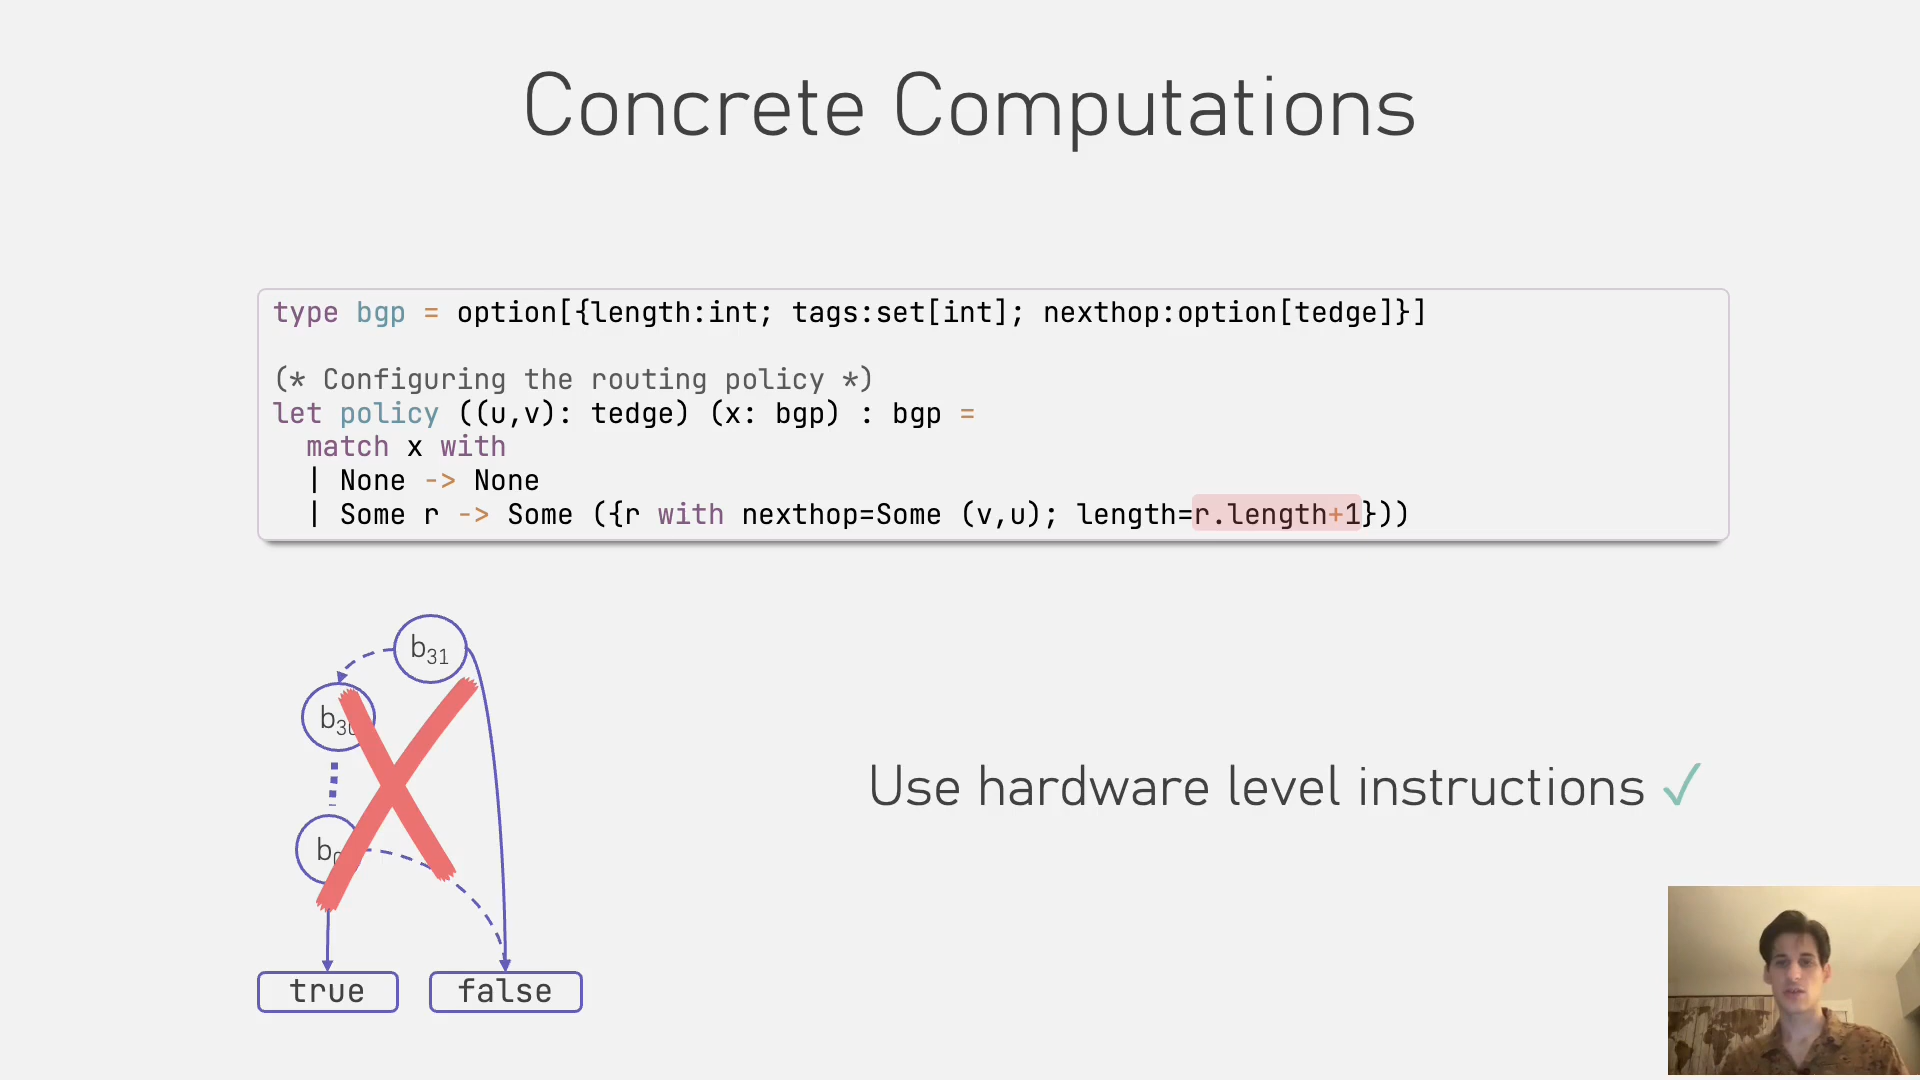 Concrete Computations
type bgp = option[{length:int; tags:set[int]; nexthop:option[tedge]}]
(* Configuring the routing policy *)
let policy ((u,v): tedge) (x: bgp) : bgp =
match x with
| None -> None
| Some r -> Some ({r with nexthop=Some (v,u); length=r.length+1}))
b31
b30
Use hardware level instructions ✓
b0
true
false